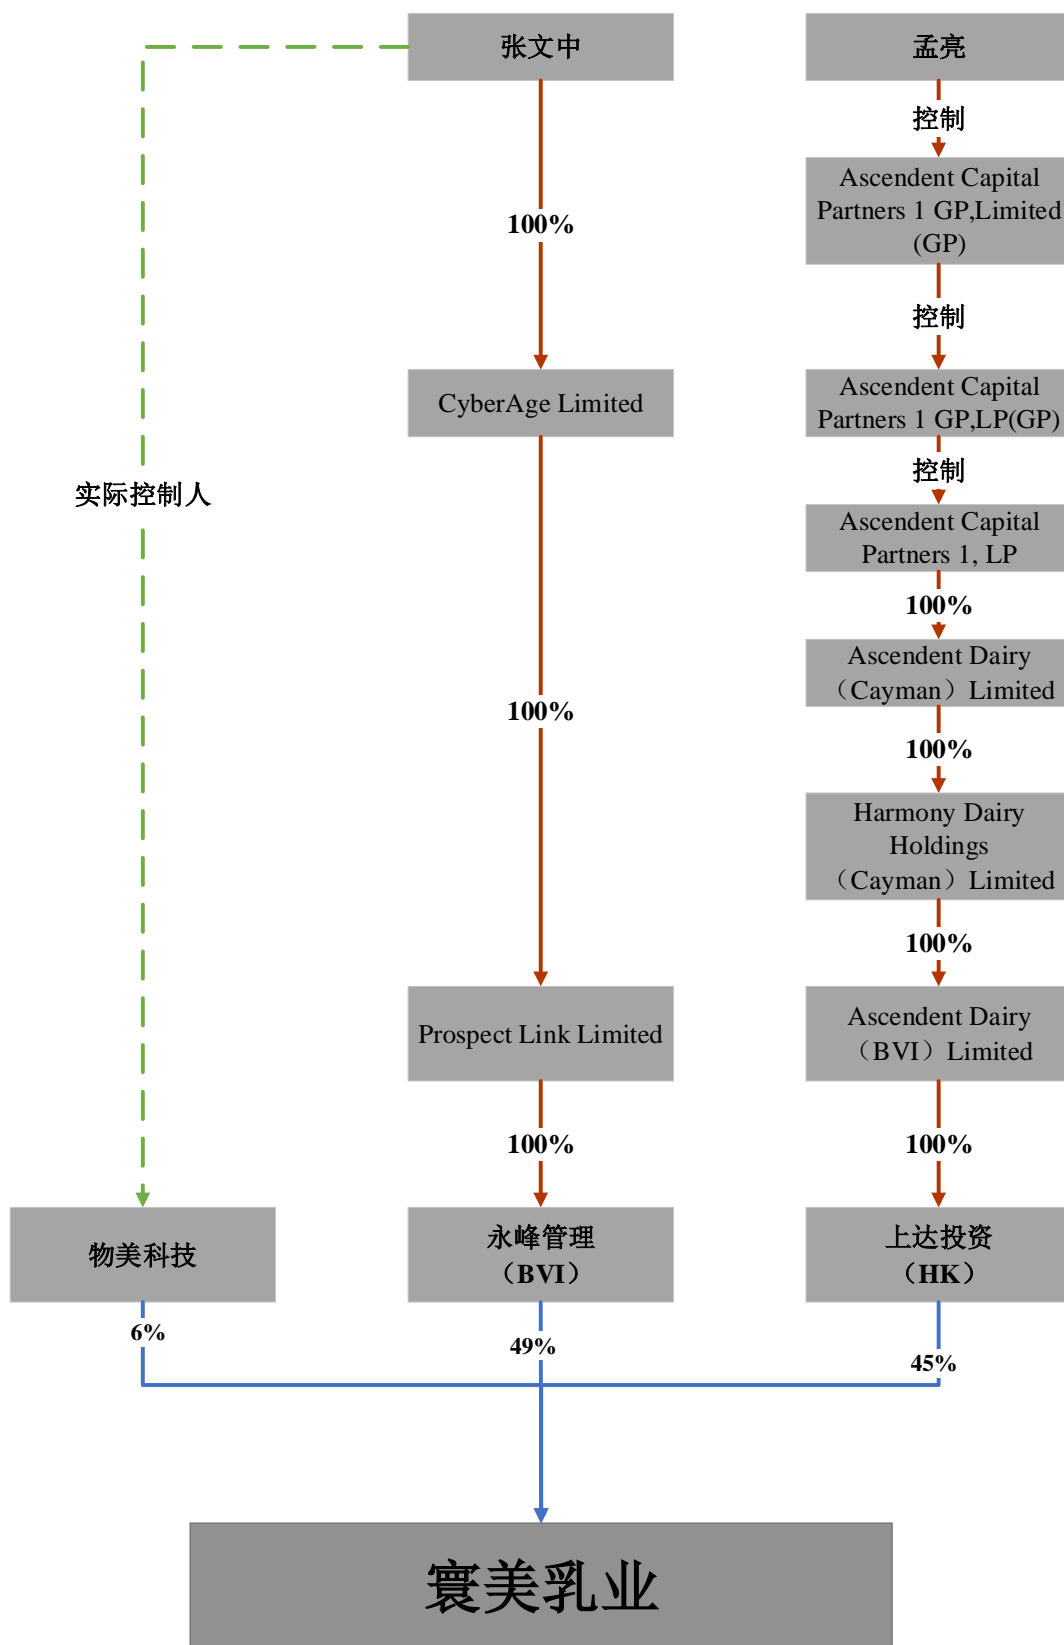 张文中
孟亮
控制
Ascendent Capital
Partners 1 GP,Limited
(GP)
100%
控制
CyberAge Limited
Ascendent Capital
Partners 1 GP,LP(GP)
控制
实际控制人
Ascendent Capital
Partners 1, LP
100%
Ascendent Dairy
（Cayman）Limited
100%
100%
Harmony Dairy
Holdings
（Cayman）Limited
100%
Prospect Link Limited
Ascendent Dairy
（BVI）Limited
100%
100%
物美科技
永峰管理
（BVI）
上达投资
（HK）
6%
49%
45%
寰美乳业